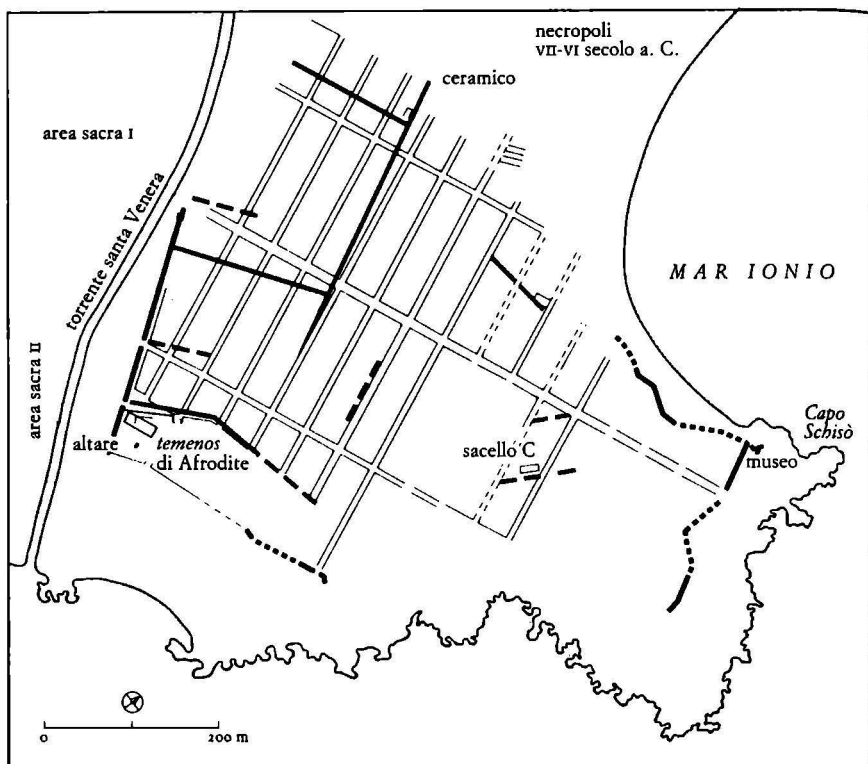 necropoli
VII-VI secolo a. C.
ceramico
area sacra I
torrente santa Venera
MAR IONIO
area sacra II
Capo
Schisò
altare
temenos
di Afrodite
sacello C
museo
0 200 m